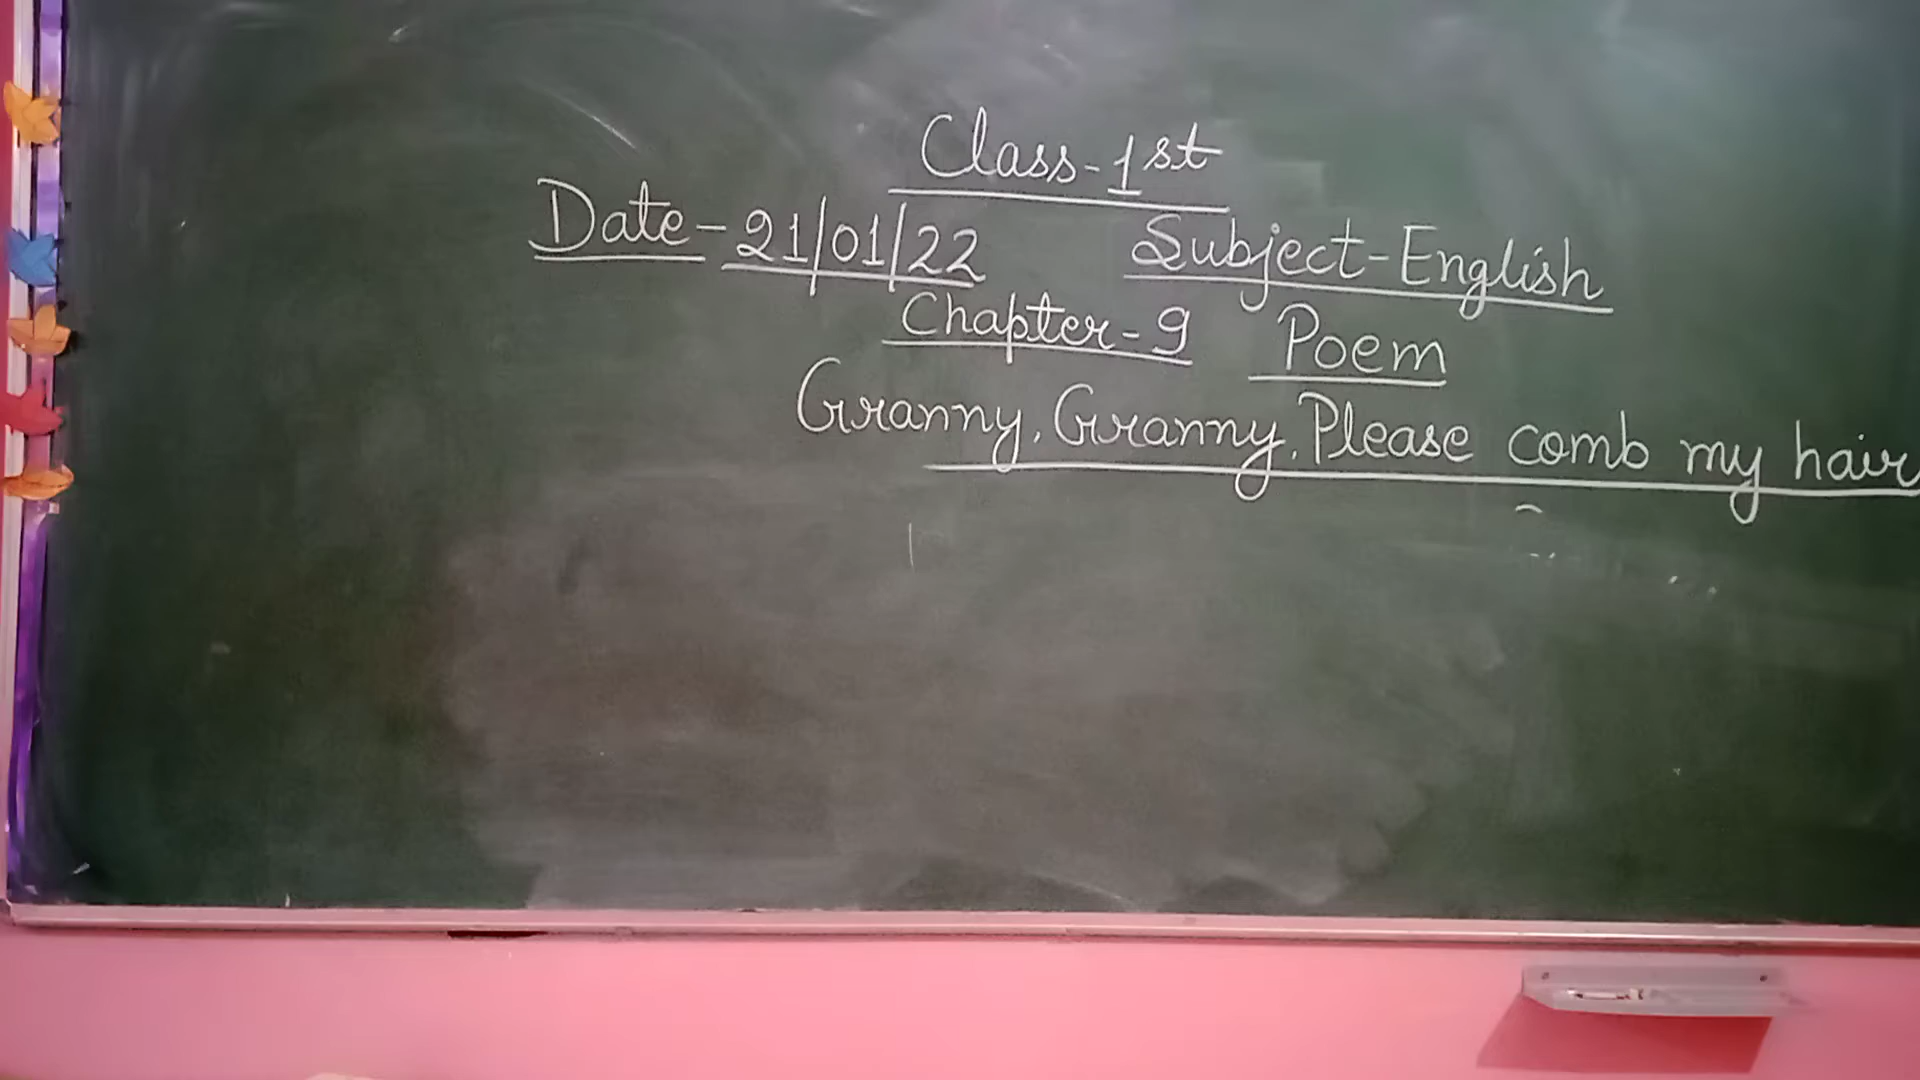 Class-1st
Date-21/01/22 Subject-English
Chapter-9 Poem
Granny, Granny, Please comb my hair